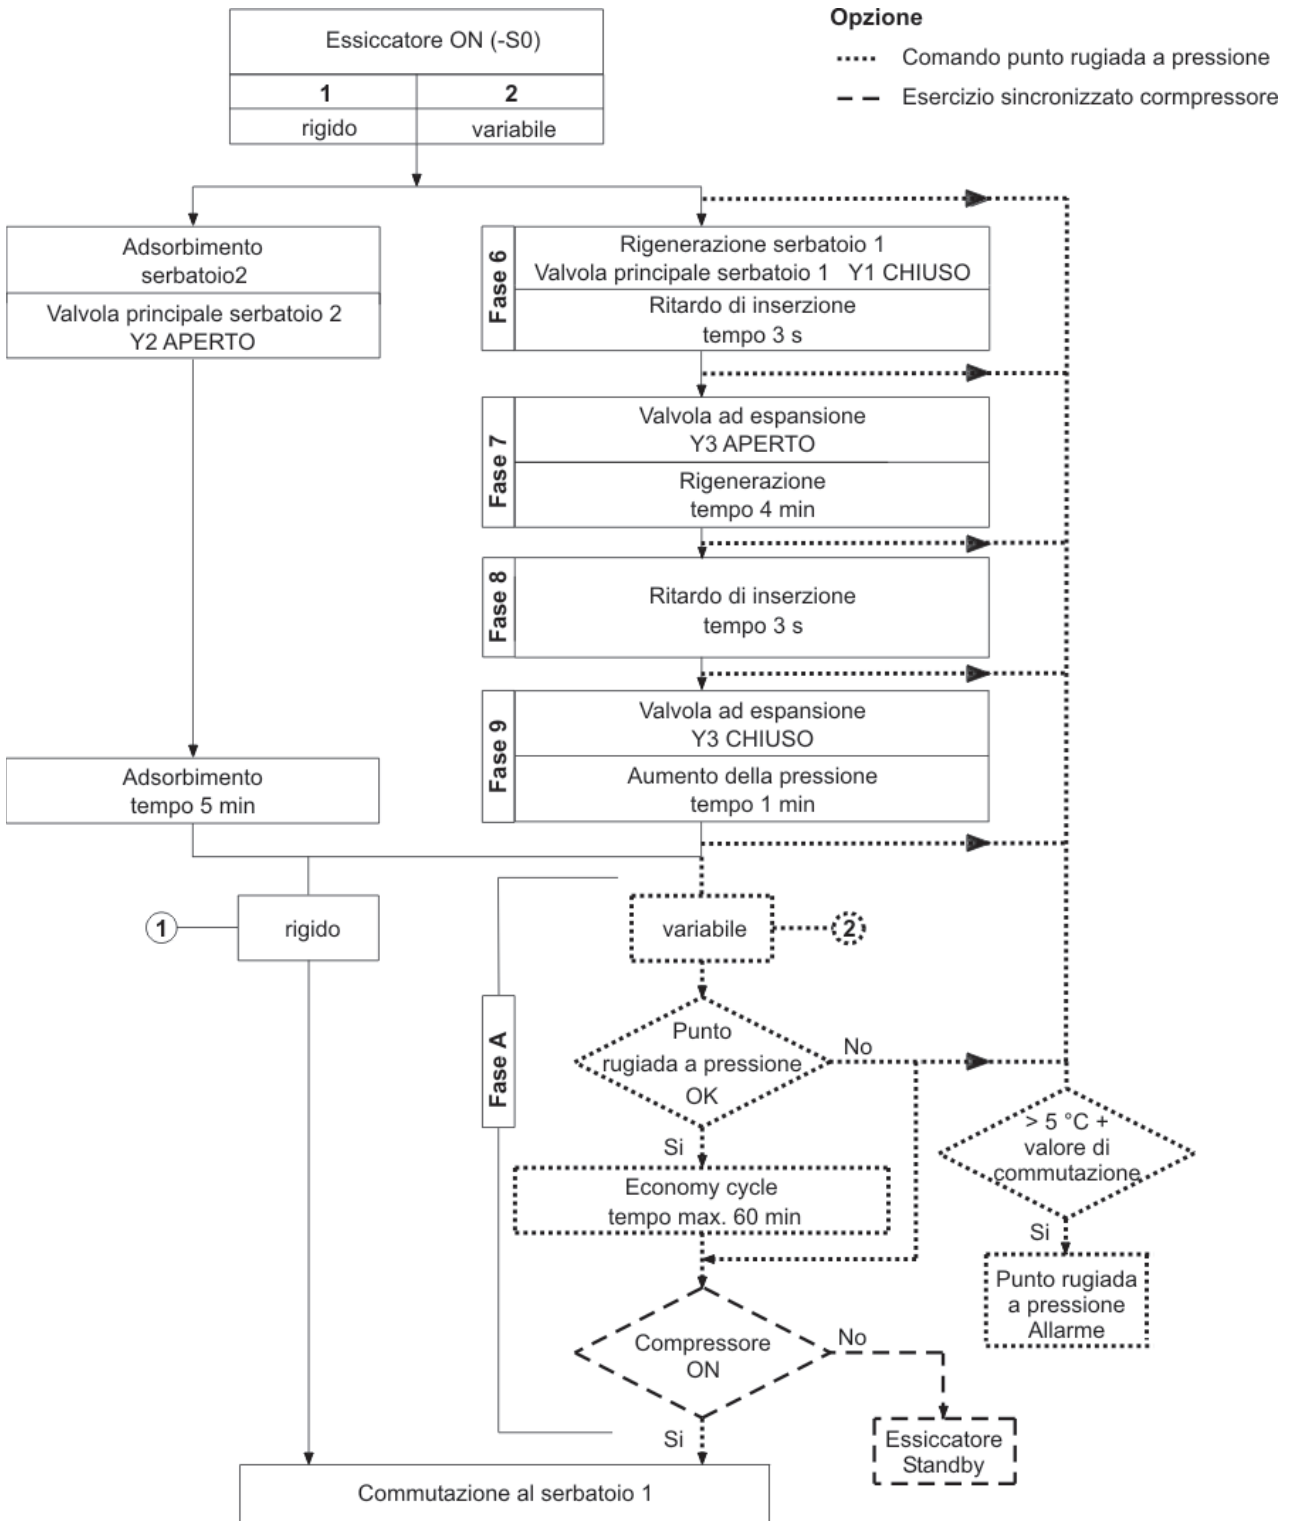 Essiccatore ON (-S0)
1
2
rigido
variabile
Opzione
Comando punto rugiada a pressione
Esercizio sincronizzato cormpressore
Adsorbimento
serbatoio2
Valvola principale serbatoio 2
Y2 APERTO
Fase 6
Rigenerazione serbatoio 1
Valvola principale serbatoio 1 Y1 CHIUSO
Ritardo di inserzione
tempo 3 s
Fase 7
Valvola ad espansione
Y3 APERTO
Rigenerazione
tempo 4 min
Fase 8
Ritardo di inserzione
tempo 3 s
Fase 9
Valvola ad espansione
Y3 CHIUSO
Aumento della pressione
tempo 1 min
Adsorbimento
tempo 5 min
1
rigido
variabile
2
Fase A
Punto
rugiada a pressione
OK
No
Si
> 5 °C +
valore di
commutazione
Si
Punto rugiada
a pressione
Allarme
Economy cycle
tempo max. 60 min
Compressore
ON
No
Si
Essiccatore
Standby
Commutazione al serbatoio 1